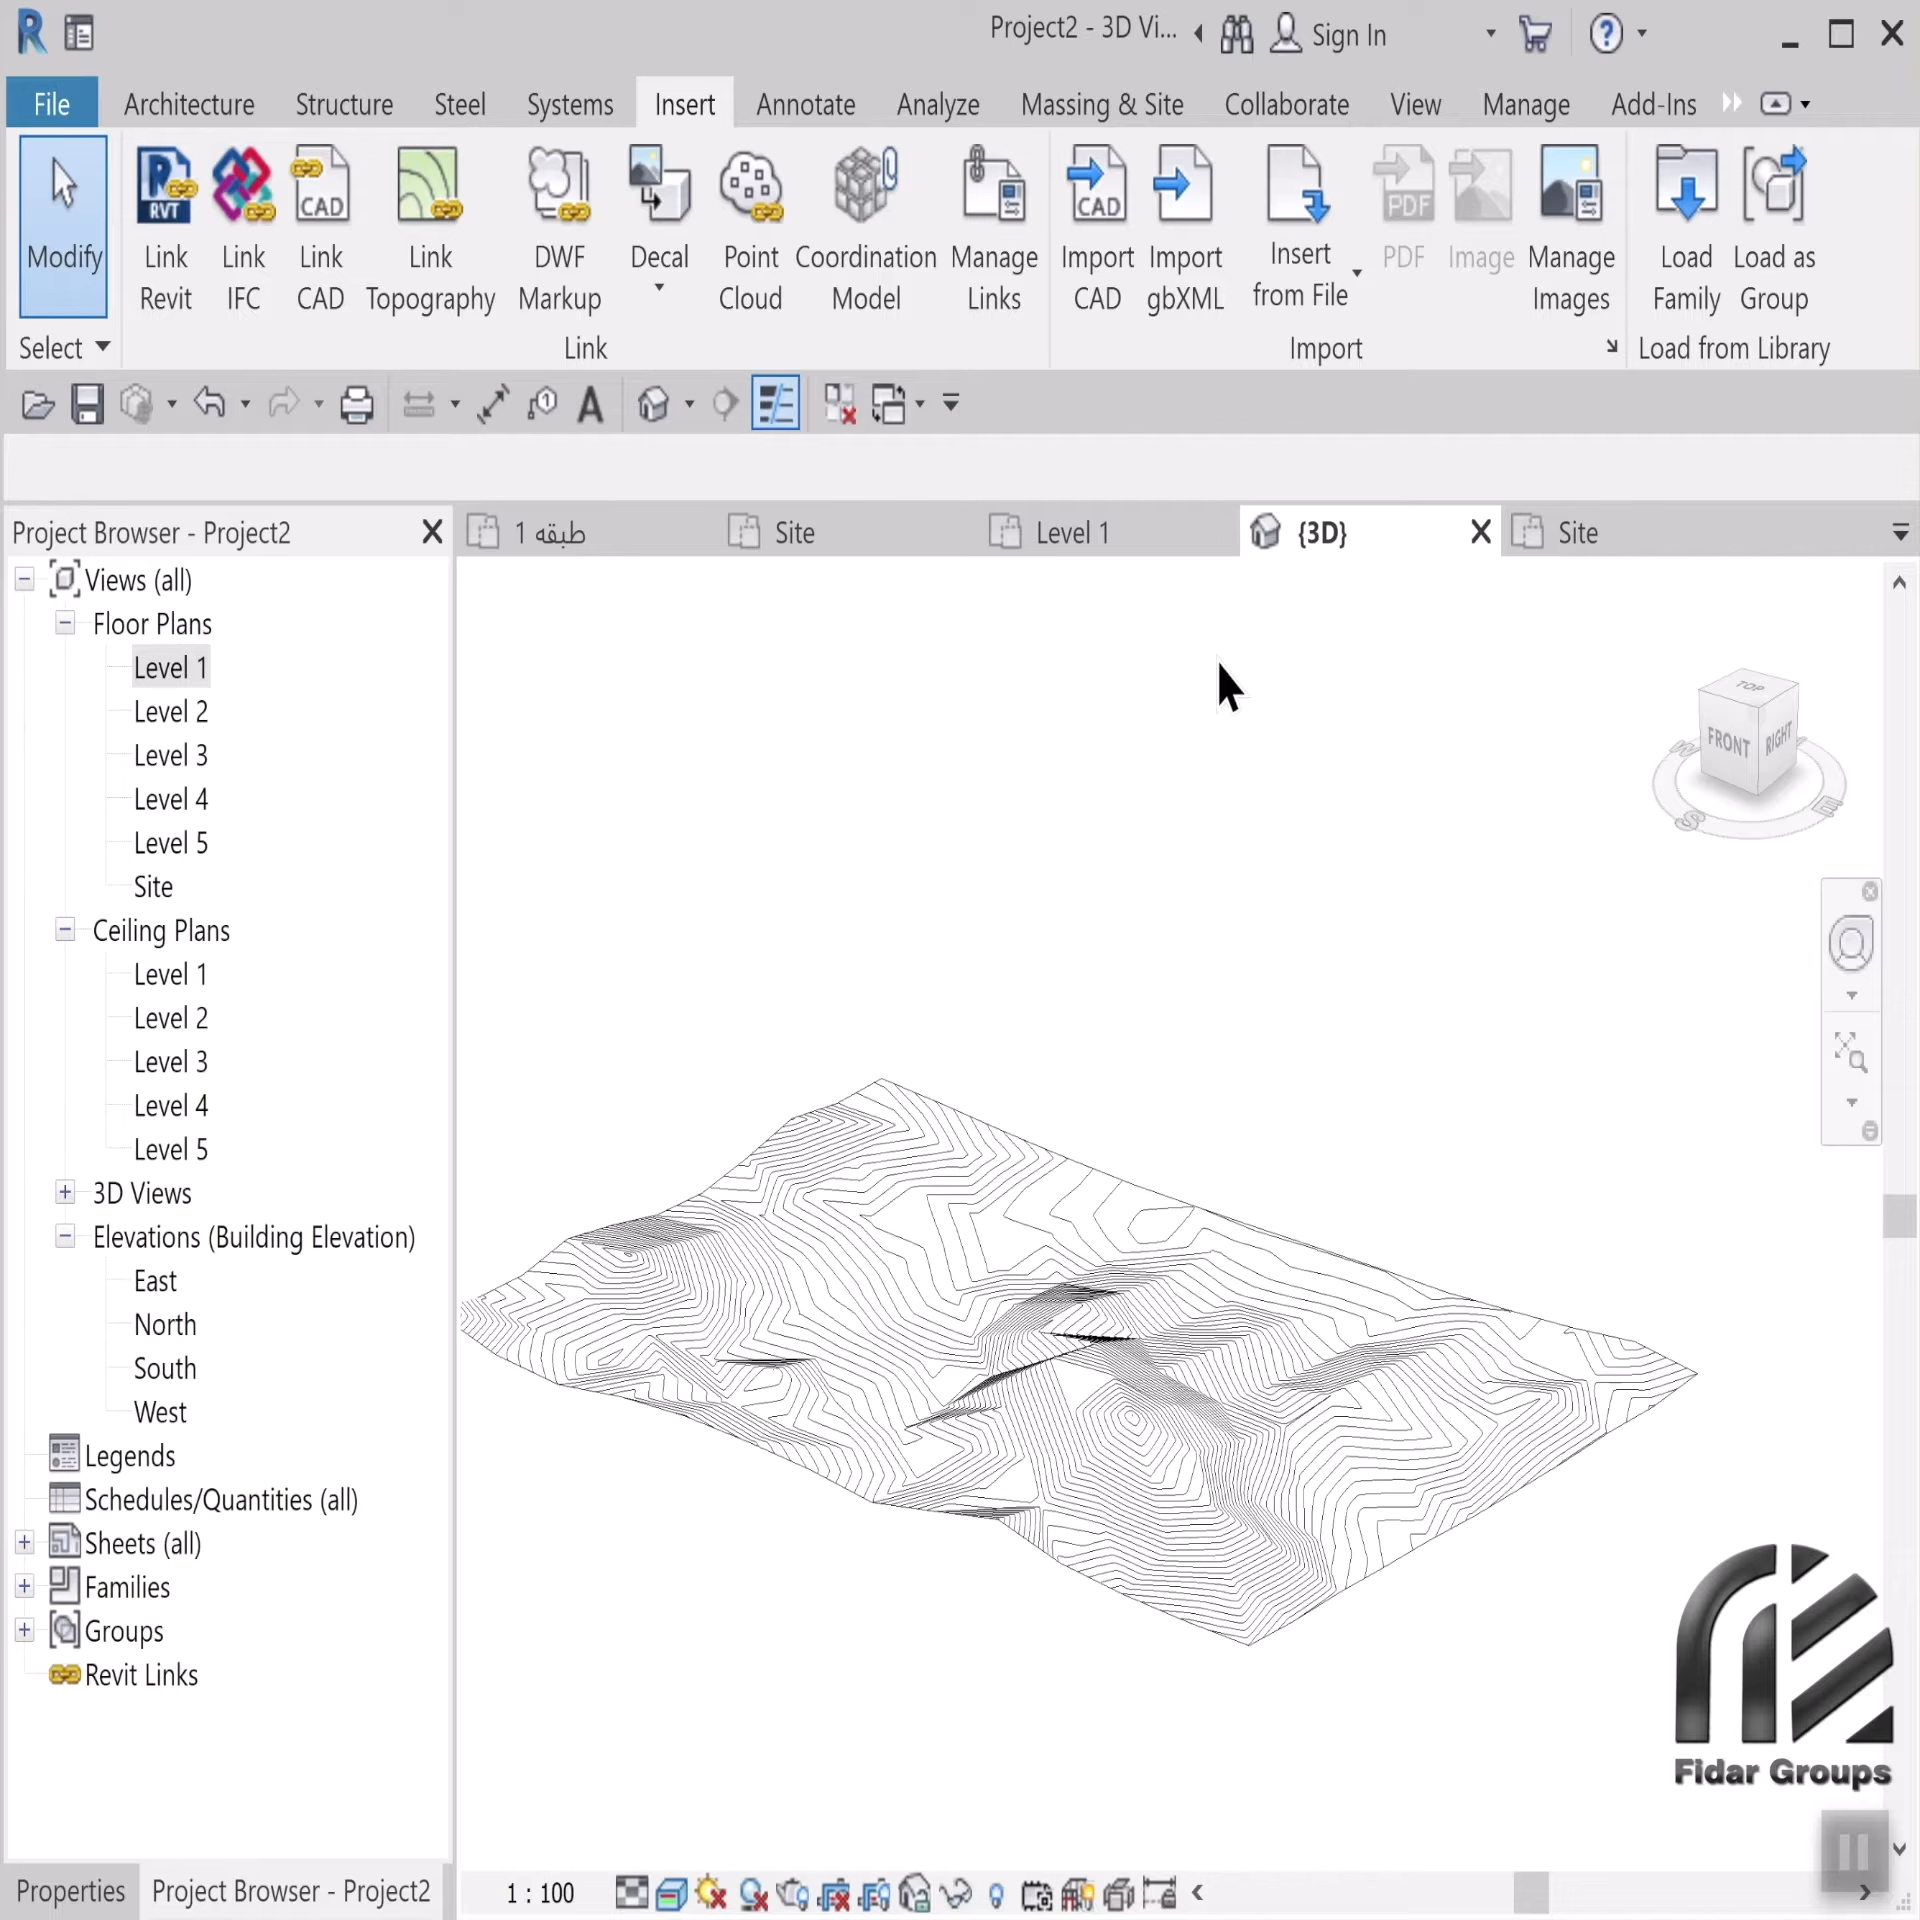 Project2 - 3D Vi...
Sign In
File
Architecture
Structure
Steel
Systems
Insert
Annotate
Analyze
Massing & Site
Collaborate
View
Manage
Add-Ins
Modify
RVT
Link
Revit
Link
IFC
CAD
Link
CAD
Link
Topography
DWF
Markup
Decal
Point
Cloud
Coordination
Model
Manage
Links
CAD
Import
CAD
Import
gbXML
Insert
from File
PDF
PDF
Image
Manage
Images
Load
Family
Load as
Group
Select
Link
Import
Load from Library
Project Browser - Project2
طبقه 1
Site
Level 1
{3D}
Site
Views (all)
Floor Plans
Level 1
Level 2
Level 3
Level 4
Level 5
Site
Ceiling Plans
Level 1
Level 2
Level 3
Level 4
Level 5
3D Views
Elevations (Building Elevation)
East
North
South
West
Legends
Schedules/Quantities (all)
Sheets (all)
Families
Groups
Revit Links
TOP
FRONT
RIGHT
W
S
E
Fidar Groups
Properties
Project Browser - Project2
1 : 100